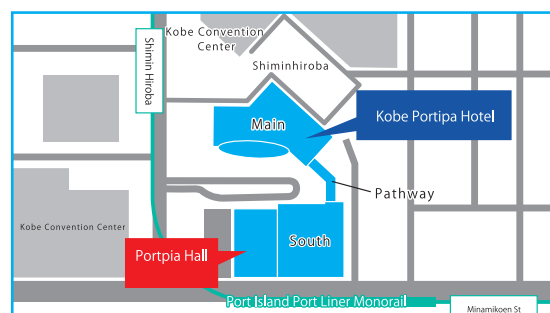 Kobe Convention
Center
Shimin Hiroba
Shiminhiroba
Main
Kobe Portipa Hotel
Pathway
Kobe Convention Center
Portpia Hall
South
Port Island Port Liner Monorail
Minamikoen St